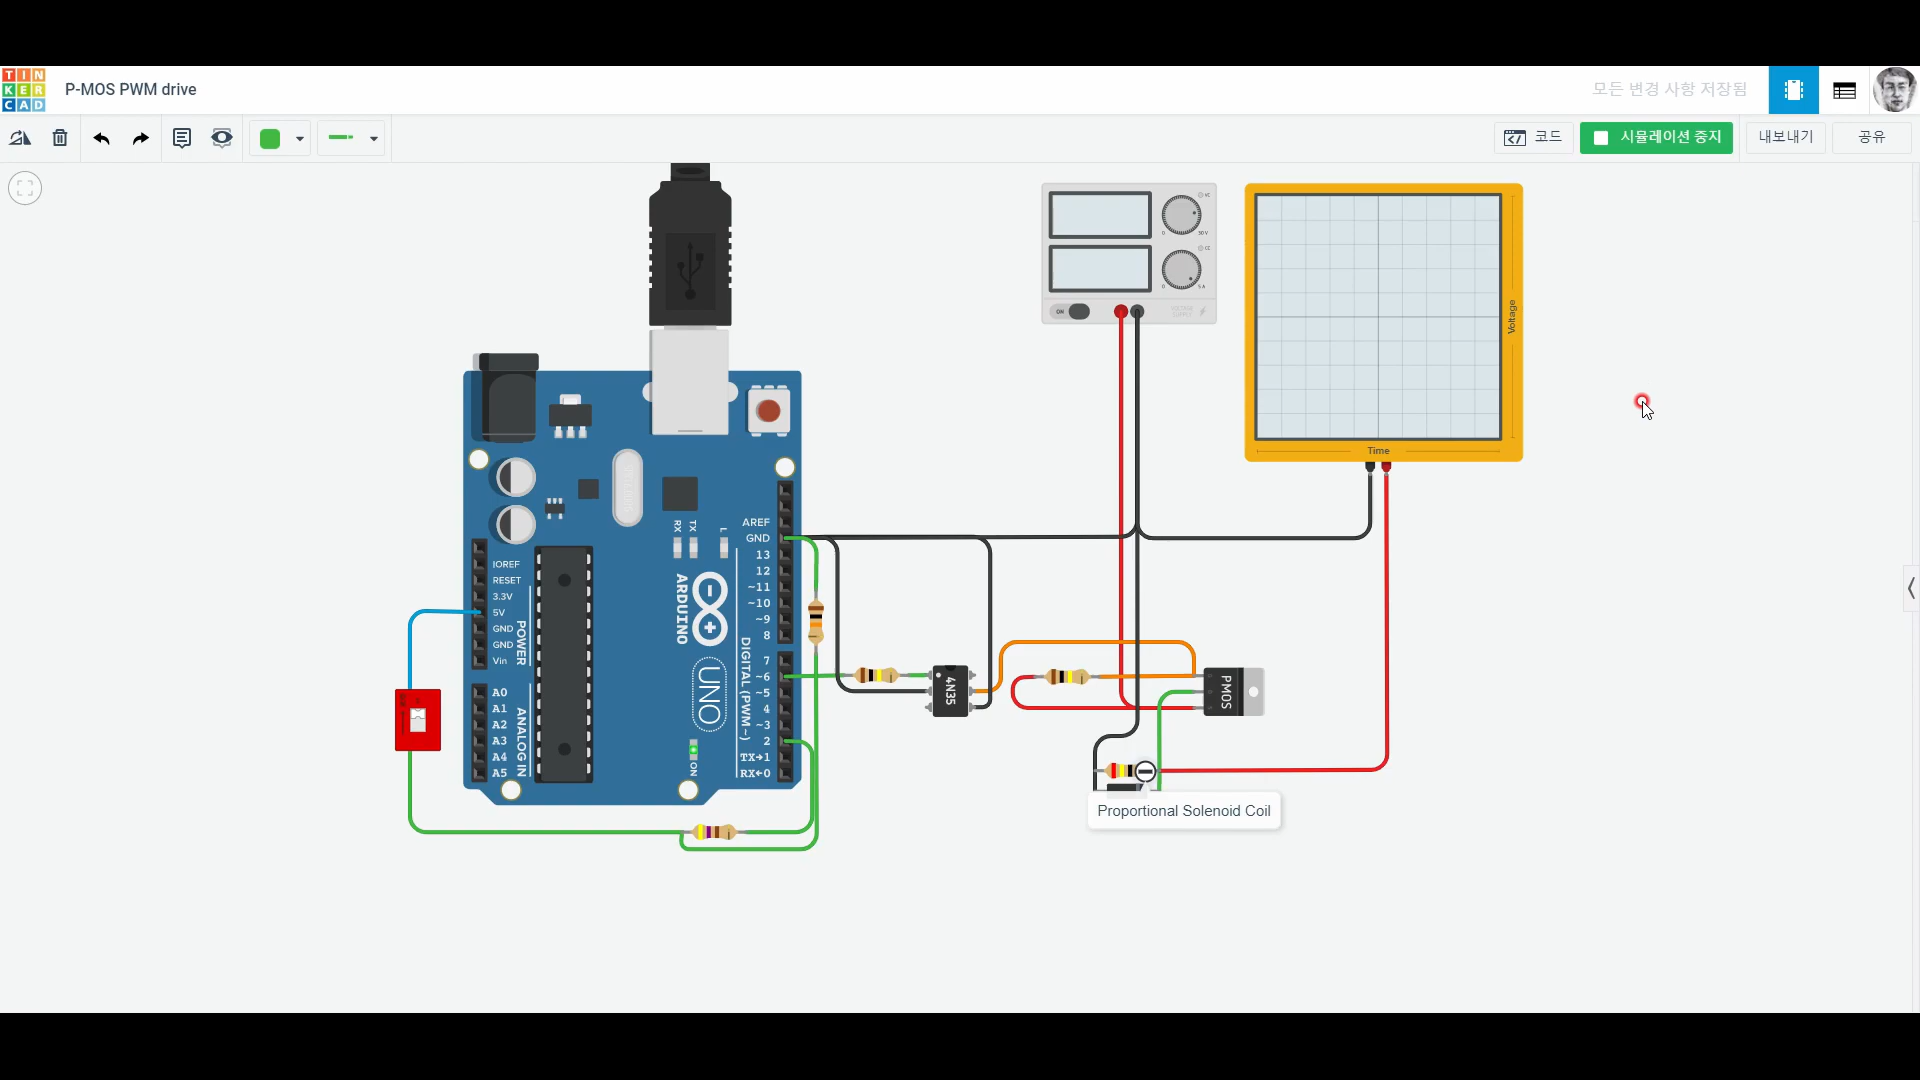 TIN
KER
CAD
P-MOS PWM drive
모든 변경 사항 저장됨
코드
시뮬레이션 중지
내보내기
공유
ON
Voltage
Time
RX
TX
L
AREF
GND
13
12
~11
~10
~9
8
7
~6
~5
4
~3
2
TX→1
RX←0
DIGITAL (PWM~)
ARDUINO
UNO
ON
IOREF
RESET
3.3V
5V
GND
GND
Vin
POWER
A0
A1
A2
A3
A4
A5
ANALOG IN
4N35
PMOS
Proportional Solenoid Coil